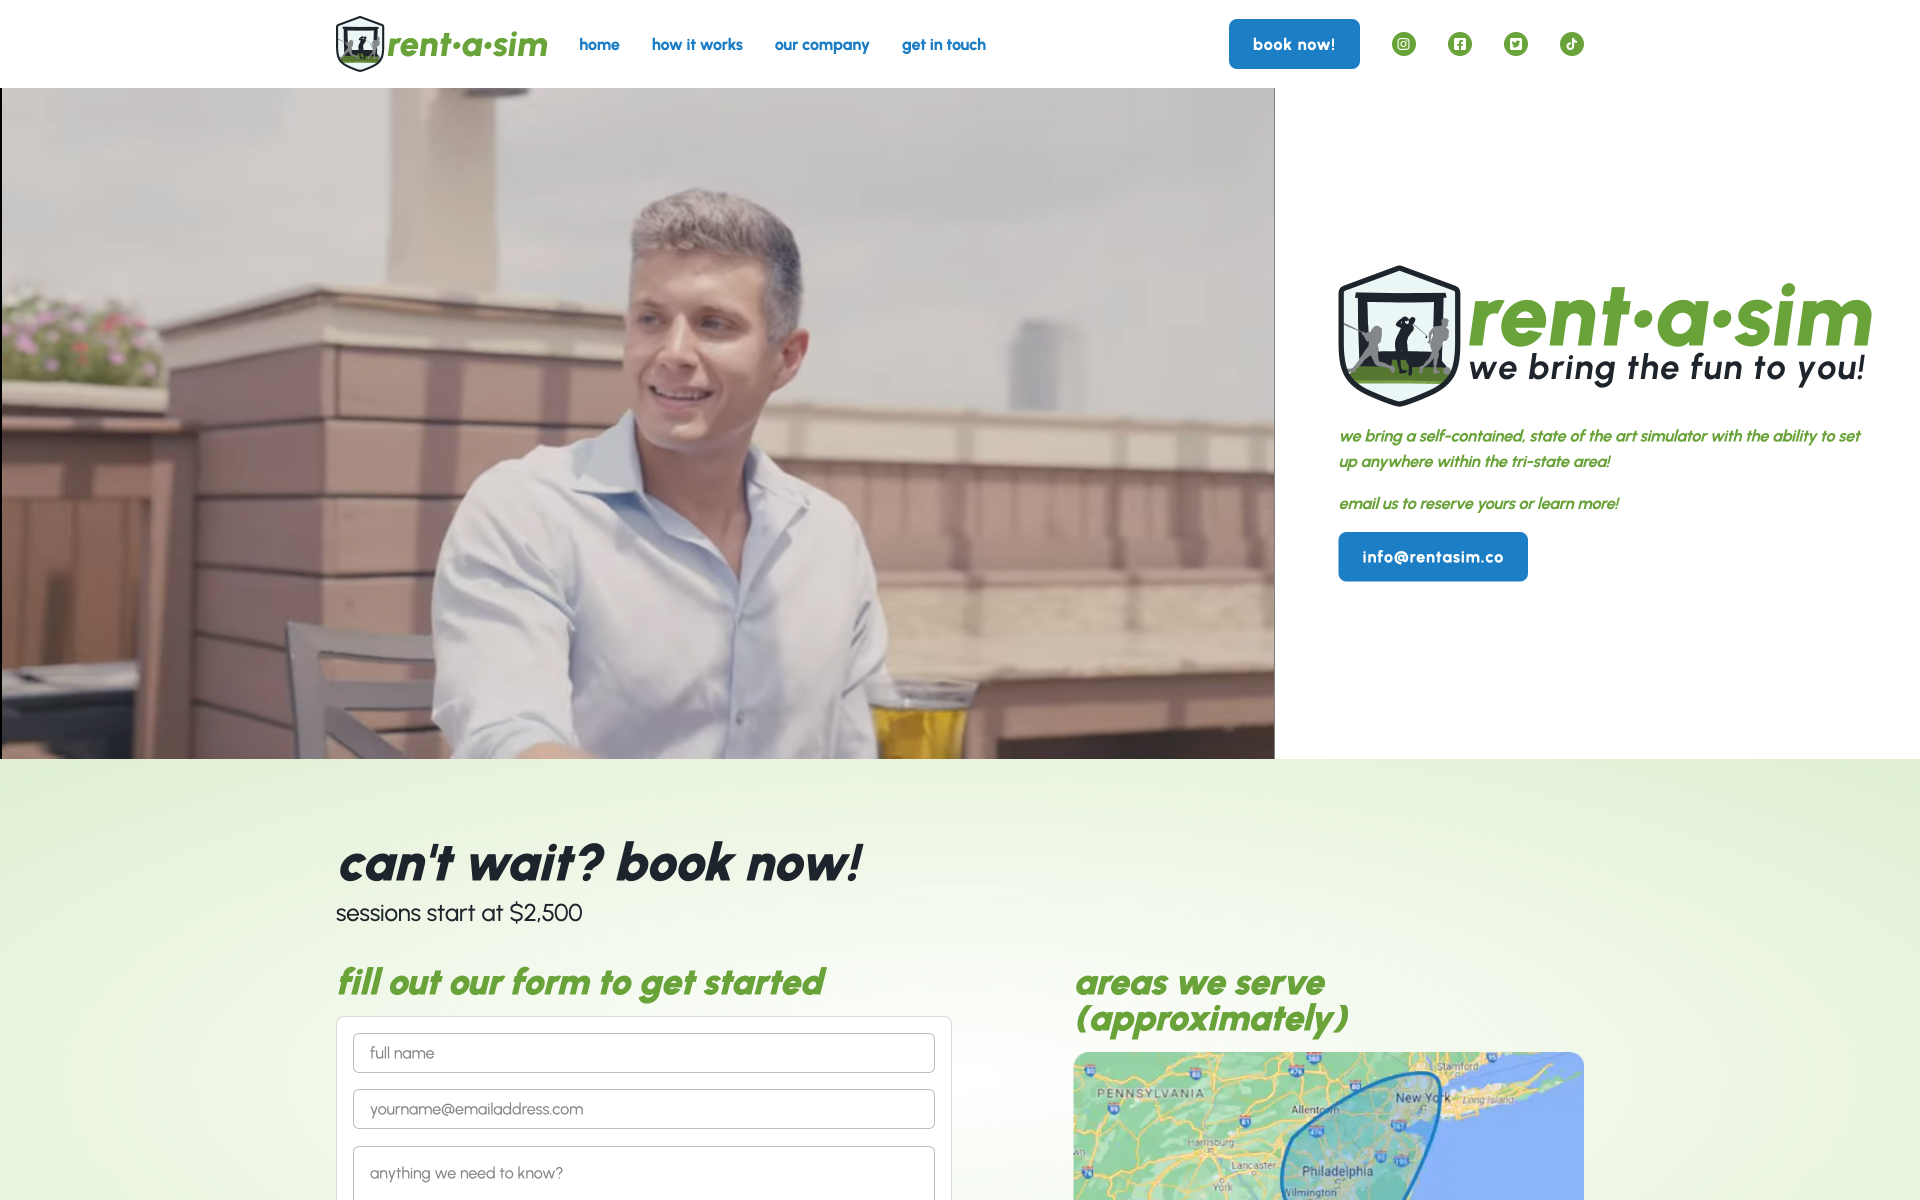 rent•a•sim
home
how it works
our company
get in touch
book now!
rent•a•sim
we bring the fun to you!
we bring a self-contained, state of the art simulator with the ability to set
up anywhere within the tri-state area!
email us to reserve yours or learn more!
info@rentasim.co
can't wait? book now!
sessions start at $2,500
fill out our form to get started
full name
yourname@emailaddress.com
anything we need to know?
areas we serve
(approximately)
PENNSYLVANIA
Stamford
New York
Long Island
Allentown
Harrisburg
Lancaster
York
Philadelphia
Wilmington